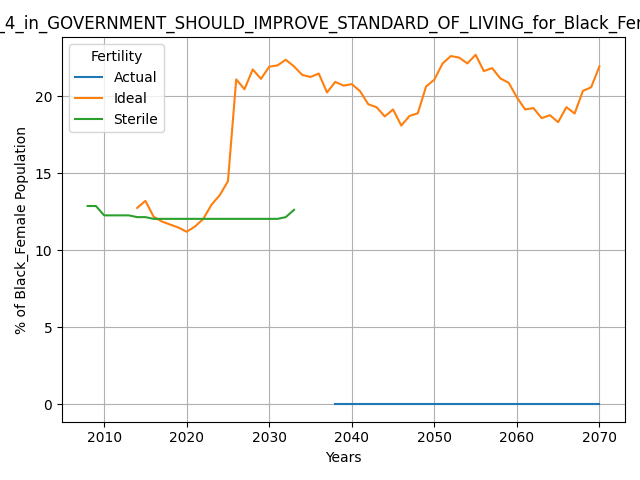 _4_in_GOVERNMENT_SHOULD_IMPROVE_STANDARD_OF_LIVING_for_Black_Fe
Fertility
Actual
Ideal
Sterile
% of Black_Female Population
20
15
10
5
0
2010 2020 2030 2040 2050 2060 2070
Years